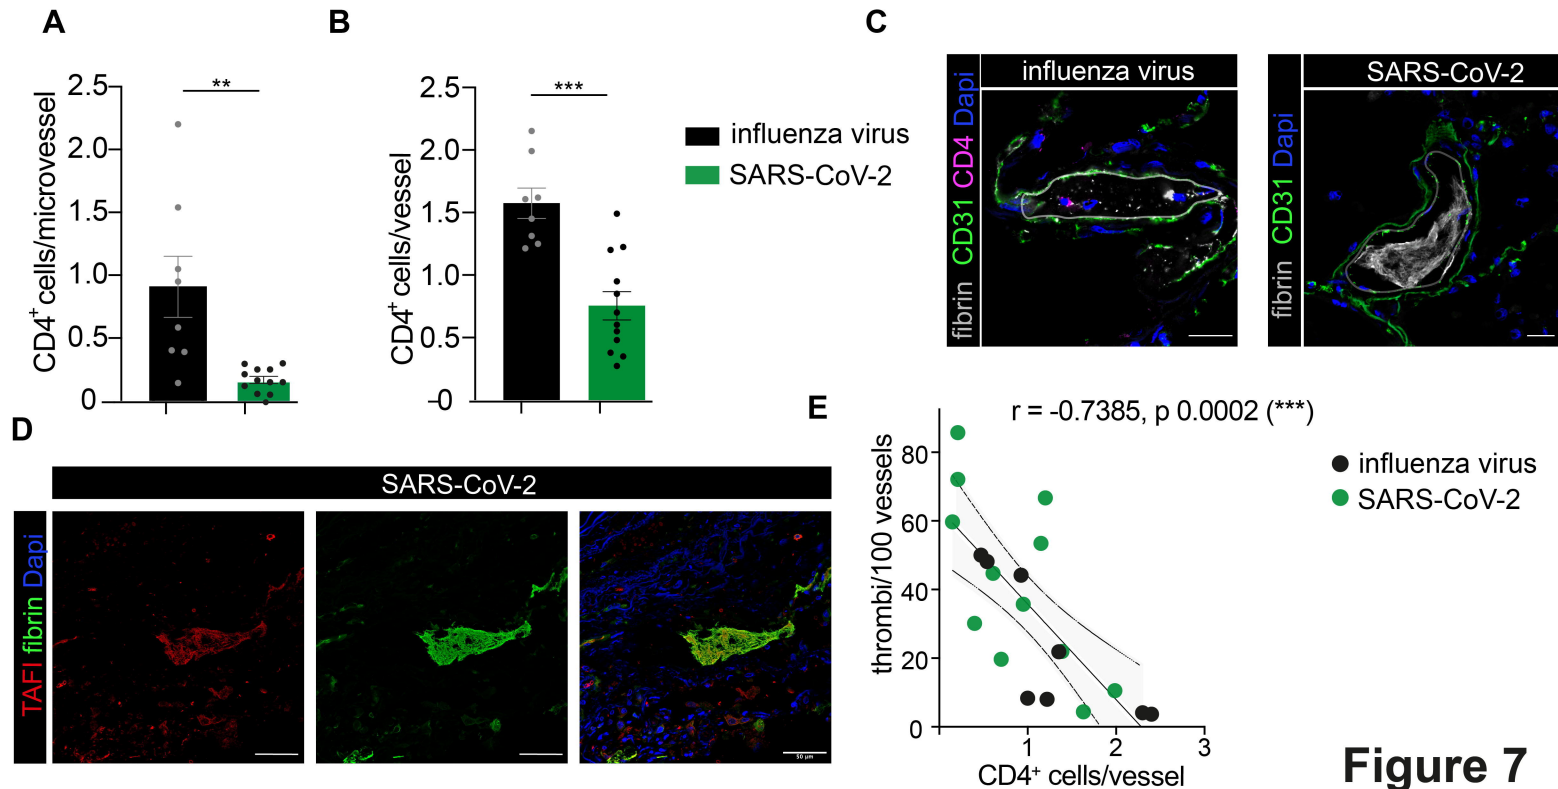 A
B
C
2.5
2.0
1.5
1.0
0.5
0
CD4+ cells/microvessel
**
2.5
2.0
1.5
1.0
0.5
0
CD4+ cells/vessel
***
influenza virus
SARS-CoV-2
influenza virus
fibrin CD31 CD4 Dapi
SARS-CoV-2
fibrin CD31 Dapi
D
SARS-CoV-2
TAFI fibrin Dapi
50 µm
E
r = -0.7385, p 0.0002 (***)
thrombi/100 vessels
80
60
40
20
0
1 2 3
CD4+ cells/vessel
influenza virus
SARS-CoV-2
Figure 7